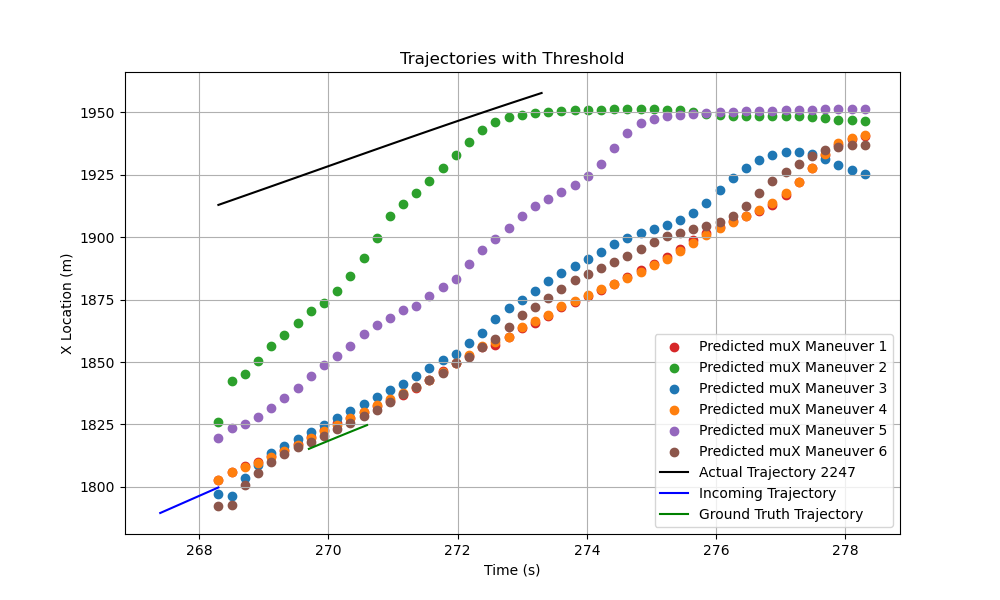 Trajectories with Threshold
X Location (m)
1950
1925
1900
1875
1850
1825
1800
268
270
272
274
276
278
Time (s)
Predicted muX Maneuver 1
Predicted muX Maneuver 2
Predicted muX Maneuver 3
Predicted muX Maneuver 4
Predicted muX Maneuver 5
Predicted muX Maneuver 6
Actual Trajectory 2247
Incoming Trajectory
Ground Truth Trajectory